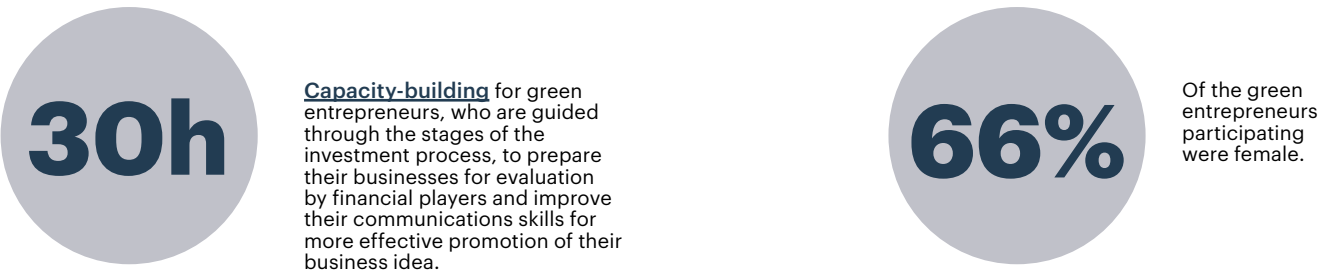 30h
Capacity-building for green
entrepreneurs, who are guided
through the stages of the
investment process, to prepare
their businesses for evaluation
by financial players and improve
their communications skills for
more effective promotion of their
business idea.
66%
Of the green
entrepreneurs
participating
were female.